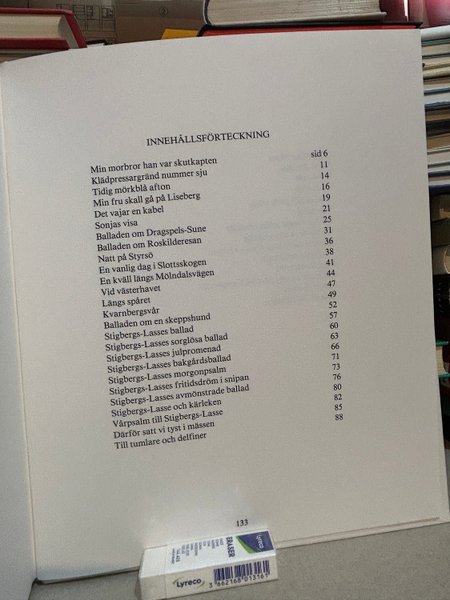 INNEHÅLLSFÖRTECKNING
Min morbror han var skutkapten sid 6
Klädpressargränd nummer sju 11
Tidig mörkblå afton 14
Min fru skall gå på Liseberg 16
Det vajar en kabel 19
Sonjas visa 21
Balladen om Dragspels-Sune 25
Balladen om Roskilderesan 31
Natt på Styrsö 36
En vanlig dag i Slottsskogen 38
En kväll längs Mölndalsvägen 41
Vid västerhavet 44
Längs spåret 47
Kvarnbergsvår 49
Balladen om en skeppshund 52
Stigbergs-Lasses ballad 57
Stigbergs-Lasses sorglösa ballad 60
Stigbergs-Lasses julpromenad 63
Stigbergs-Lasses bakgårdsballad 66
Stigbergs-Lasses morgonpsalm 71
Stigbergs-Lasses fritidsdröm i snipan 73
Stigbergs-Lasses avmönstrade ballad 76
Stigbergs-Lasse och kärleken 80
Vårpsalm till Stigbergs-Lasse 82
Därför satt vi tyst i mässen 85
Till tumlare och delfiner 88
133
ERASER
Lyreco
Lyreco
3 662168 013161